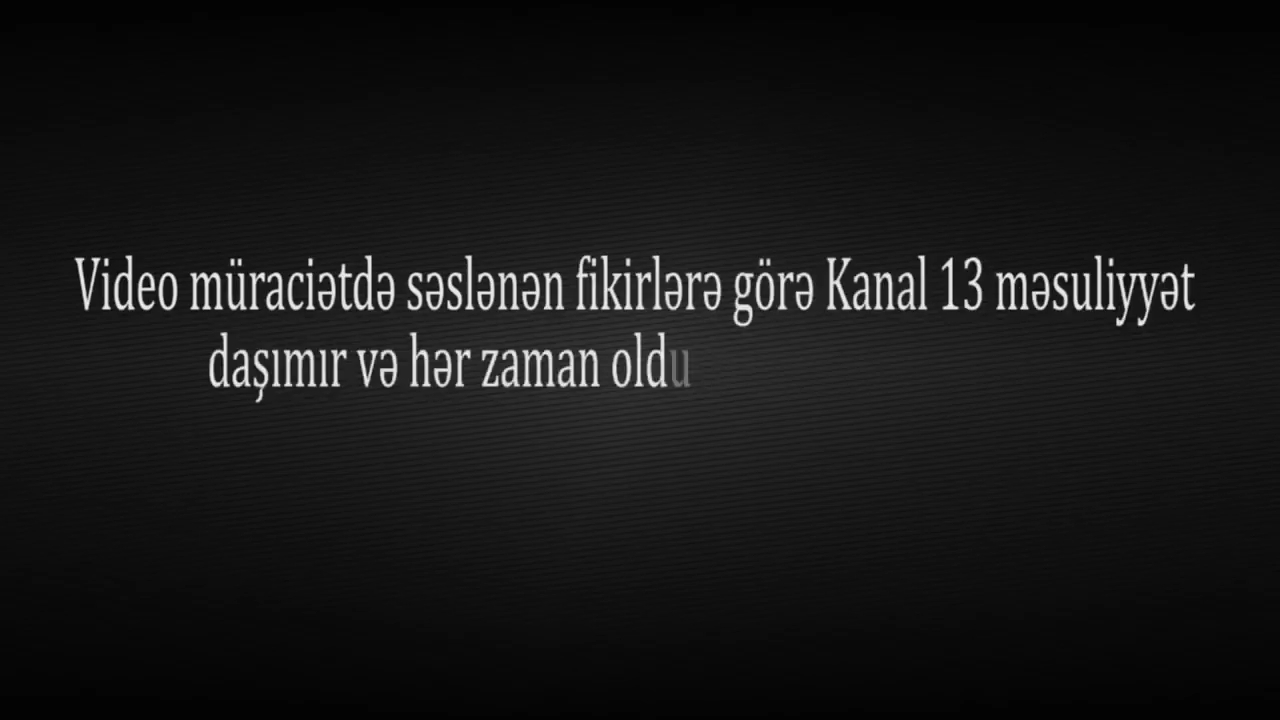 Video müraciətdə səslənən fikirlərə görə Kanal 13 məsuliyyət
daşımır və hər zaman oldu